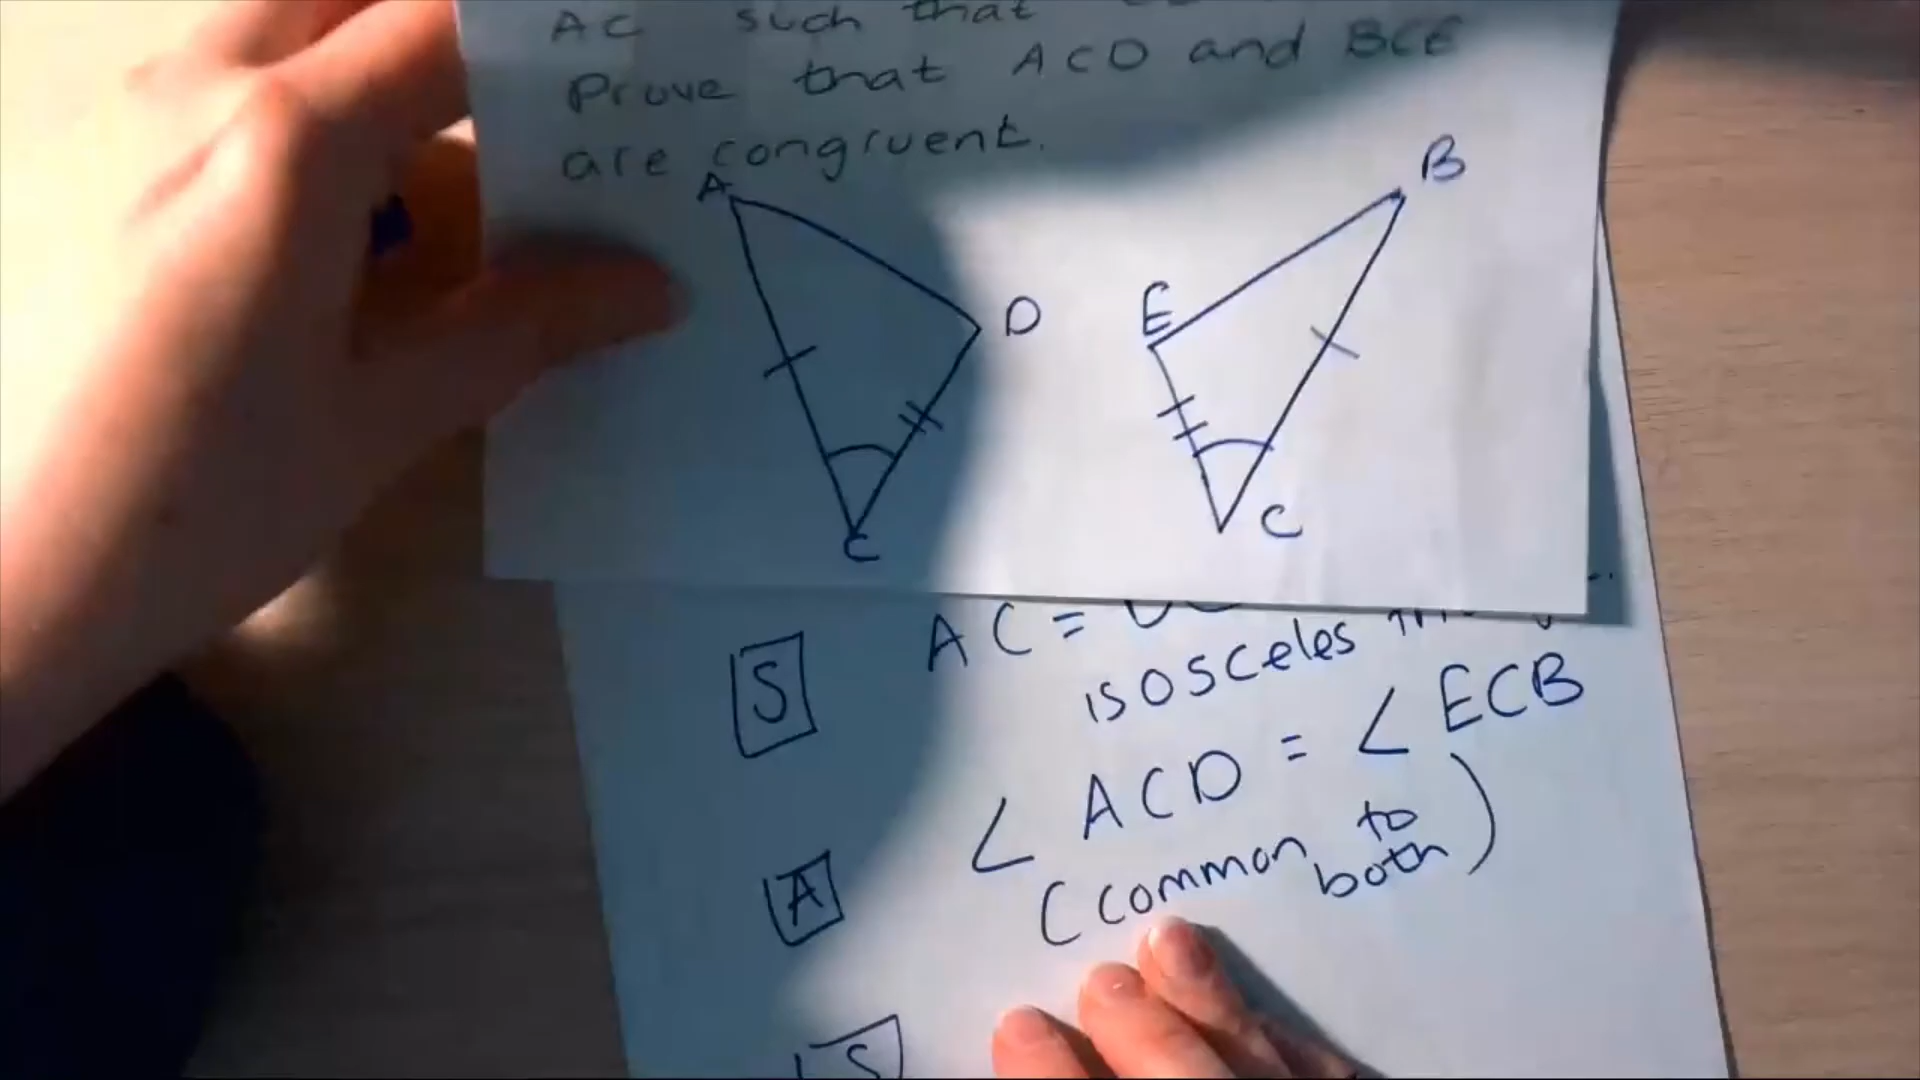 AC such that
Prove that ACD and BCE
are congruent.
A
B
D
E
C
C
S
AC =
isosceles
∠ ACD = ∠ ECB
A
(common to
both)
S